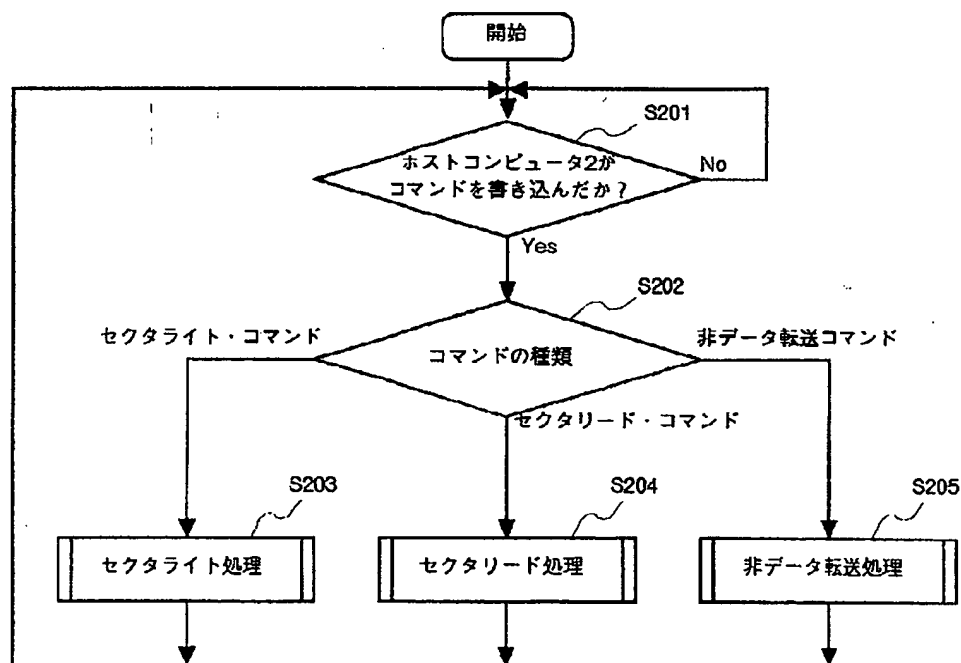 開始
S201
ホストコンピュータ2が
コマンドを書き込んだか？
No
Yes
S202
セクタライト・コマンド
コマンドの種類
非データ転送コマンド
セクタリード・コマンド
S203
S204
S205
セクタライト処理
セクタリード処理
非データ転送処理